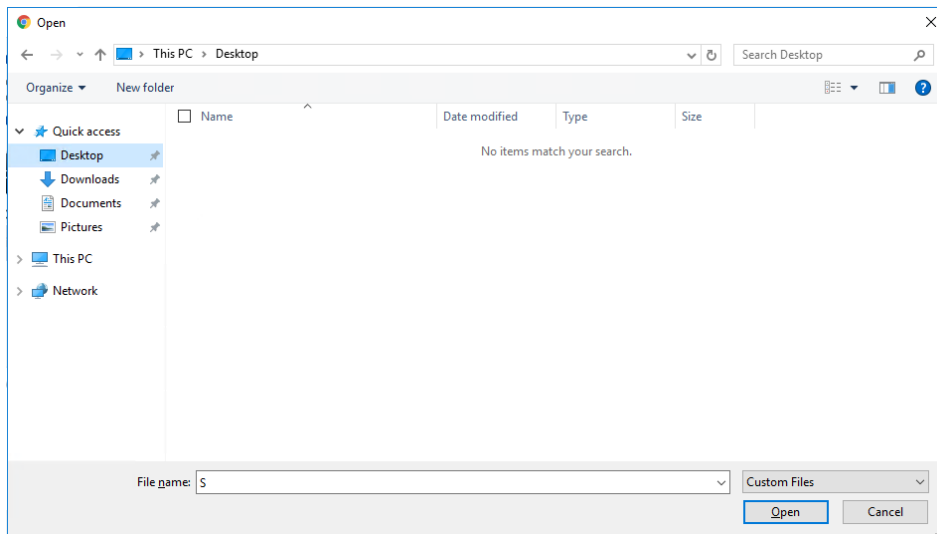 Open
This PC > Desktop
Search Desktop
Organize
New folder
Name
Date modified
Type
Size
Quick access
No items match your search.
Desktop
Downloads
Documents
Pictures
This PC
Network
File name: S
Custom Files
Open
Cancel